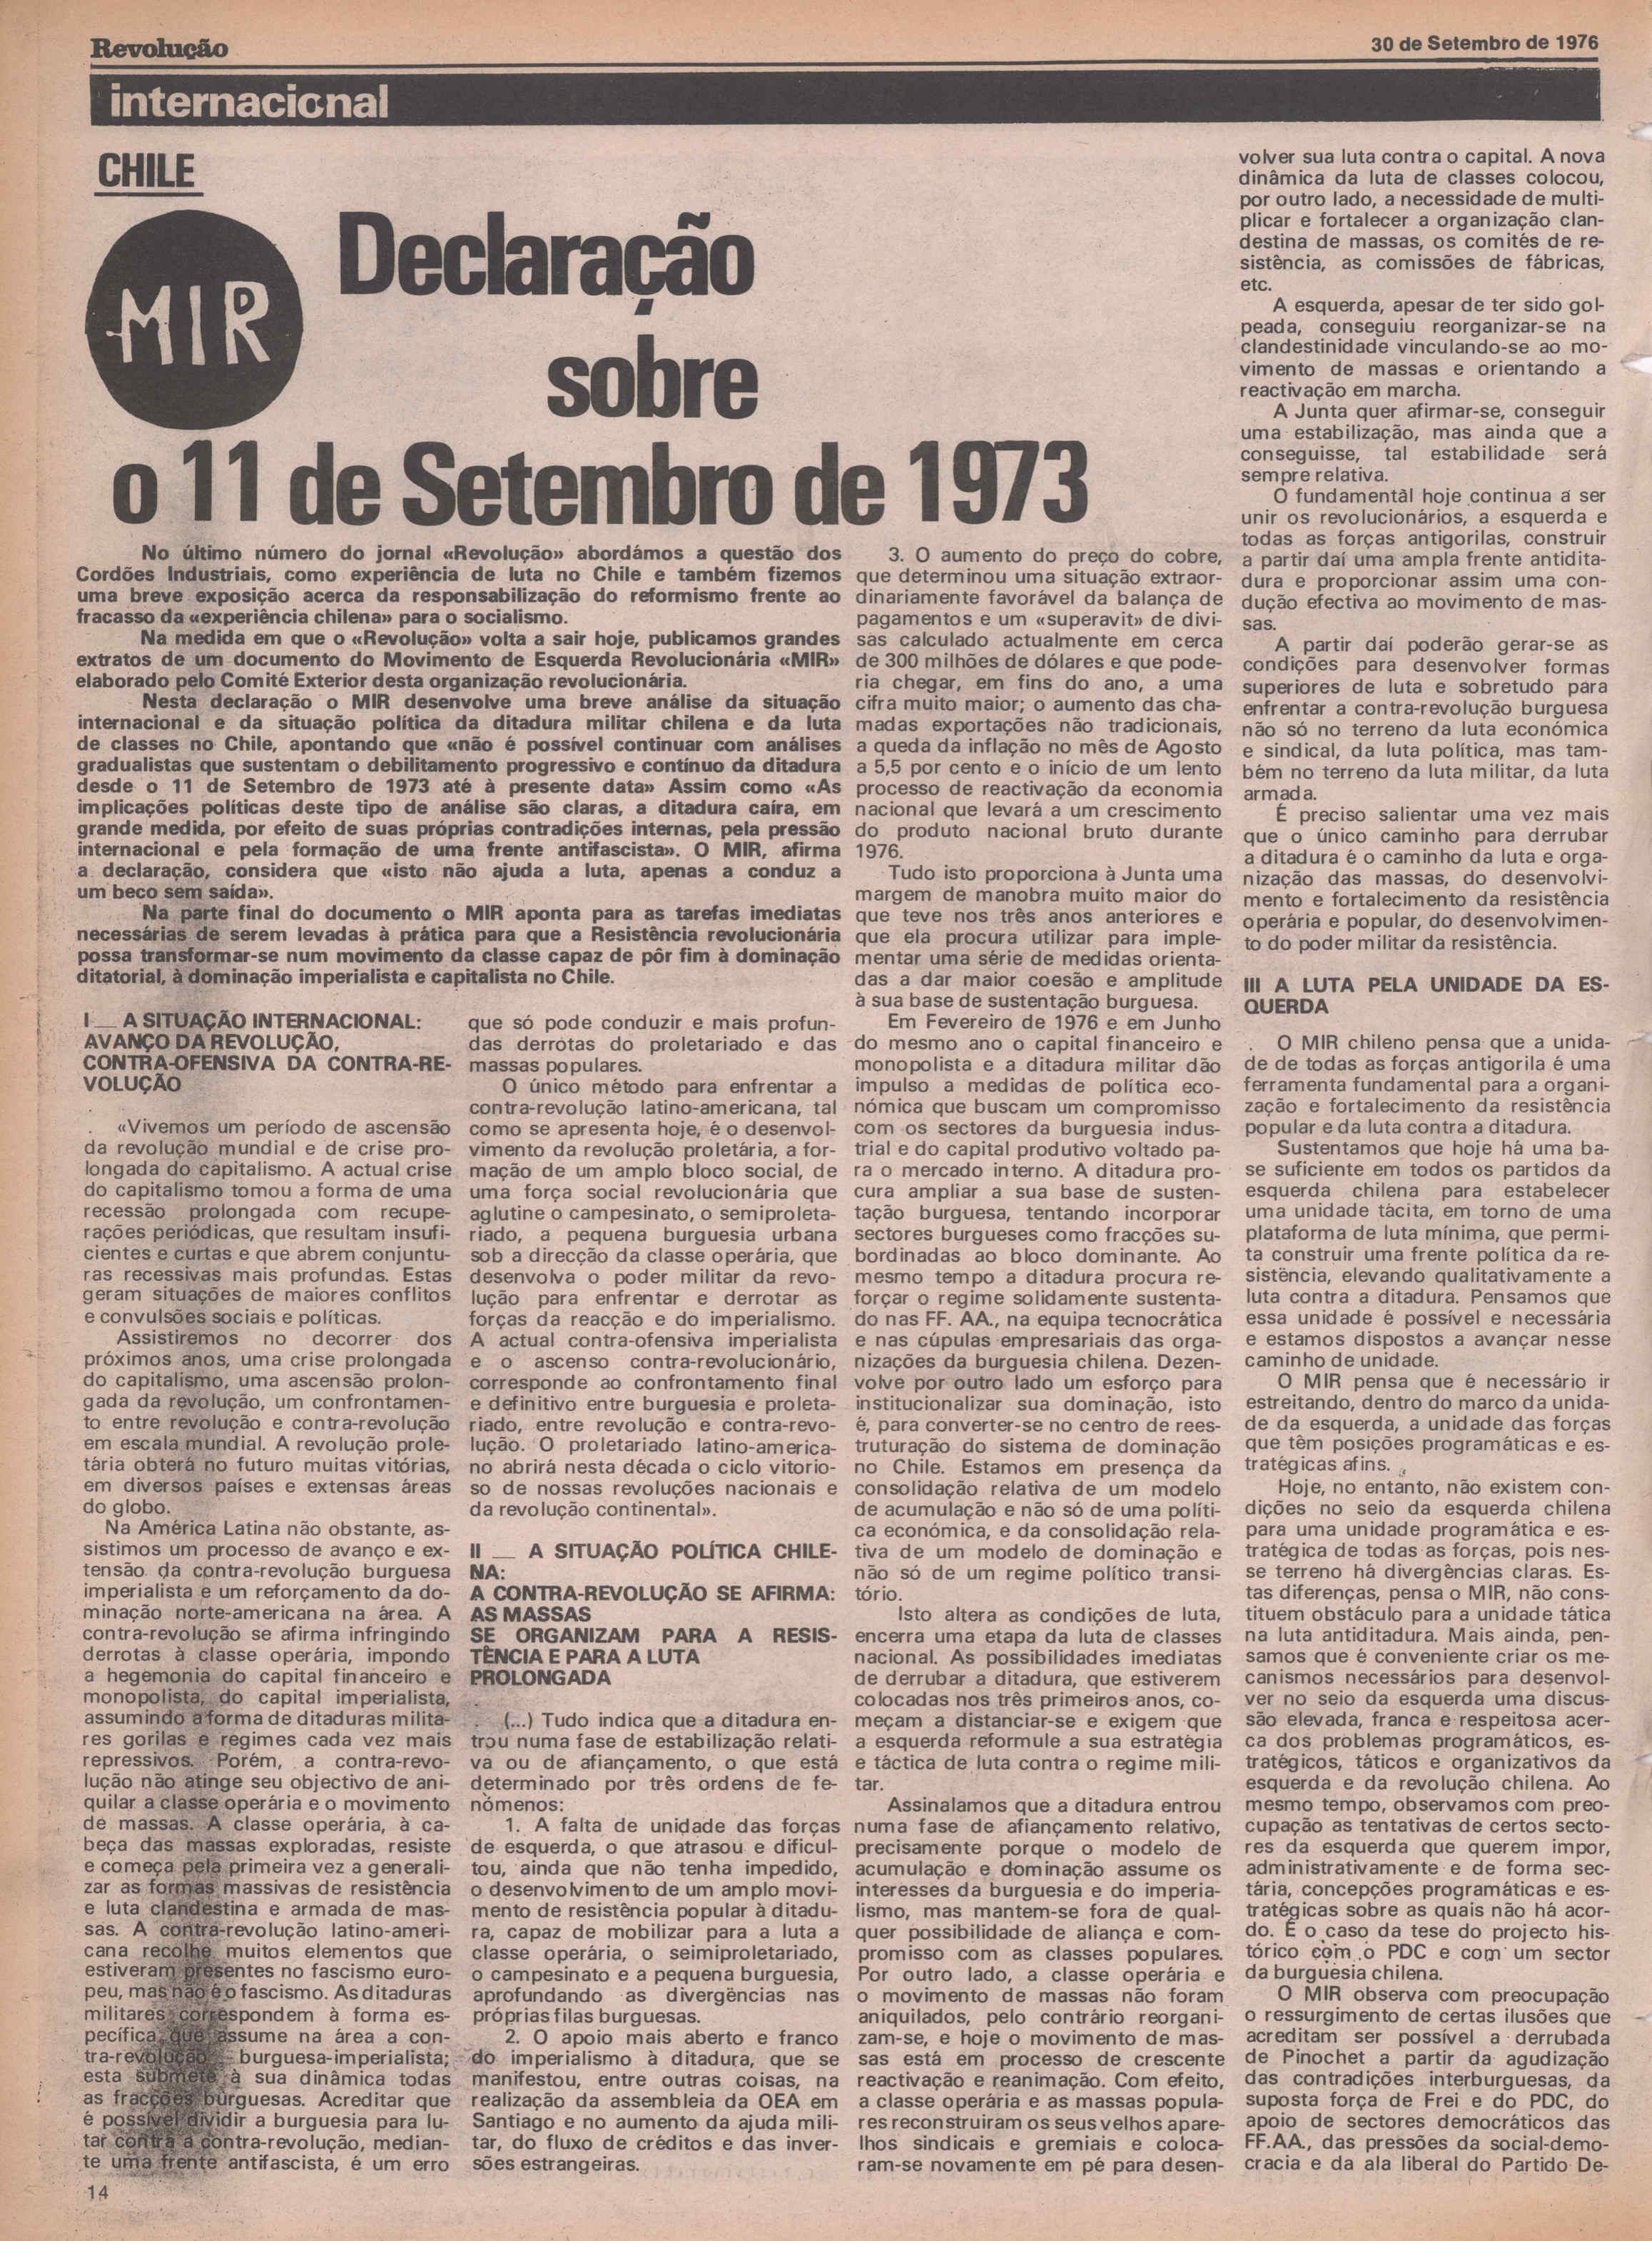 Revolução
30 de Setembro de 1976
internacional
CHILE
MIR
Declaração
sobre
o 11 de Setembro de 1973
No último número do jornal «Revolução» abordámos a questão dos
Cordões Industriais, como experiência de luta no Chile e também fizemos
uma breve exposição acerca da responsabilização do reformismo frente ao
fracasso da «experiência chilena» para o socialismo.
Na medida em que o «Revolução» volta a sair hoje, publicamos grandes
extratos de um documento do Movimento de Esquerda Revolucionária «MIR»
elaborado pelo Comité Exterior desta organização revolucionária.
Nesta declaração o MIR desenvolve uma breve análise da situação
internacional e da situação política da ditadura militar chilena e da luta
de classes no Chile, apontando que «não é possível continuar com análises
gradualistas que sustentam o debilitamento progressivo e contínuo da ditadura
desde o 11 de Setembro de 1973 até à presente data» Assim como «As
implicações políticas deste tipo de análise são claras, a ditadura caíra, em
grande medida, por efeito de suas próprias contradições internas, pela pressão
internacional e pela formação de uma frente antifascista». O MIR, afirma
a declaração, considera que «isto não ajuda a luta, apenas a conduz a
um beco sem saída».
Na parte final do documento o MIR aponta para as tarefas imediatas
necessárias de serem levadas à prática para que a Resistência revolucionária
possa transformar-se num movimento da classe capaz de pôr fim à dominação
ditatorial, à dominação imperialista e capitalista no Chile.
I — A SITUAÇÃO INTERNACIONAL:
AVANÇO DA REVOLUÇÃO,
CONTRA-OFENSIVA DA CONTRA-RE-
VOLUÇÃO
«Vivemos um período de ascensão
da revolução mundial e de crise pro-
longada do capitalismo. A actual crise
do capitalismo tomou a forma de uma
recessão prolongada com recupe-
rações periódicas, que resultam insufi-
cientes e curtas e que abrem conjuntu-
ras recessivas mais profundas. Estas
geram situações de maiores conflitos
e convulsões sociais e políticas.
Assistiremos no decorrer dos
próximos anos, uma crise prolongada
do capitalismo, uma ascensão prolon-
gada da revolução, um confrontamen-
to entre revolução e contra-revolução
em escala mundial. A revolução prole-
tária obterá no futuro muitas vitórias,
em diversos países e extensas áreas
do globo.
Na América Latina não obstante, as-
sistimos um processo de avanço e ex-
tensão da contra-revolução burguesa
imperialista e um reforçamento da do-
minação norte-americana na área. A
contra-revolução se afirma infringindo
derrotas à classe operária, impondo
a hegemonia do capital financeiro e
monopolista, do capital imperialista,
assumindo a forma de ditaduras milita-
res gorilas e regimes cada vez mais
repressivos. Porém, a contra-revo-
lução não atinge seu objectivo de ani-
quilar a classe operária e o movimento
de massas. A classe operária, à ca-
beça das massas exploradas, resiste
e começa pela primeira vez a generali-
zar as formas massivas de resistência
e luta clandestina e armada de mas-
sas. A contra-revolução latino-ameri-
cana recolhe muitos elementos que
estiveram presentes no fascismo euro-
peu, mas não é o fascismo. As ditaduras
militares correspondem à forma es-
pecífica que assume na área a con-
tra-revolução burguesa-imperialista;
esta submete à sua dinâmica todas
as fracções burguesas. Acreditar que
é possível dividir a burguesia para lu-
tar contra a contra-revolução, median-
te uma frente antifascista, é um erro
que só pode conduzir e mais profun-
das derrotas do proletariado e das
massas populares.
O único método para enfrentar a
contra-revolução latino-americana, tal
como se apresenta hoje, é o desenvol-
vimento da revolução proletária, a for-
mação de um amplo bloco social, de
uma força social revolucionária que
aglutine o campesinato, o semiproleta-
riado, a pequena burguesia urbana
sob a direcção da classe operária, que
desenvolva o poder militar da revo-
lução para enfrentar e derrotar as
forças da reacção e do imperialismo.
A actual contra-ofensiva imperialista
e o ascenso contra-revolucionário,
corresponde ao confrontamento final
e definitivo entre burguesia e proleta-
riado, entre revolução e contra-revo-
lução. O proletariado latino-america-
no abrirá nesta década o ciclo vitorio-
so de nossas revoluções nacionais e
da revolução continental».
II — A SITUAÇÃO POLÍTICA CHILE-
NA:
A CONTRA-REVOLUÇÃO SE AFIRMA:
AS MASSAS
SE ORGANIZAM PARA A RESIS-
TÊNCIA E PARA A LUTA
PROLONGADA
(...) Tudo indica que a ditadura en-
trou numa fase de estabilização relati-
va ou de afiançamento, o que está
determinado por três ordens de fe-
nómenos:
1. A falta de unidade das forças
de esquerda, o que atrasou e dificul-
tou, ainda que não tenha impedido,
o desenvolvimento de um amplo movi-
mento de resistência popular à ditadu-
ra, capaz de mobilizar para a luta a
classe operária, o seimiproletariado,
o campesinato e a pequena burguesia,
aprofundando as divergências nas
próprias filas burguesas.
2. O apoio mais aberto e franco
do imperialismo à ditadura, que se
manifestou, entre outras coisas, na
realização da assembleia da OEA em
Santiago e no aumento da ajuda mili-
tar, do fluxo de créditos e das inver-
sões estrangeiras.
3. O aumento do preço do cobre,
que determinou uma situação extraor-
dinariamente favorável da balança de
pagamentos e um «superavit» de divi-
sas calculado actualmente em cerca
de 300 milhões de dólares e que pode-
ria chegar, em fins do ano, a uma
cifra muito maior; o aumento das cha-
madas exportações não tradicionais,
a queda da inflação no mês de Agosto
a 5,5 por cento e o início de um lento
processo de reactivação da economia
nacional que levará a um crescimento
do produto nacional bruto durante
1976.
Tudo isto proporciona à Junta uma
margem de manobra muito maior do
que teve nos três anos anteriores e
que ela procura utilizar para imple-
mentar uma série de medidas orienta-
das a dar maior coesão e amplitude
à sua base de sustentação burguesa.
Em Fevereiro de 1976 e em Junho
do mesmo ano o capital financeiro e
monopolista e a ditadura militar dão
impulso a medidas de política eco-
nómica que buscam um compromisso
com os sectores da burguesia indus-
trial e do capital produtivo voltado pa-
ra o mercado interno. A ditadura pro-
cura ampliar a sua base de susten-
tação burguesa, tentando incorporar
sectores burgueses como fracções su-
bordinadas ao bloco dominante. Ao
mesmo tempo a ditadura procura re-
forçar o regime solidamente sustenta-
do nas FF. AA., na equipa tecnocrática
e nas cúpulas empresariais das orga-
nizações da burguesia chilena. Dezen-
volve por outro lado um esforço para
institucionalizar sua dominação, isto
é, para converter-se no centro de rees-
truturação do sistema de dominação
no Chile. Estamos em presença da
consolidação relativa de um modelo
de acumulação e não só de uma políti-
ca económica, e da consolidação rela-
tiva de um modelo de dominação e
não só de um regime político transi-
tório.
Isto altera as condições de luta,
encerra uma etapa da luta de classes
nacional. As possibilidades imediatas
de derrubar a ditadura, que estiverem
colocadas nos três primeiros anos, co-
meçam a distanciar-se e exigem que
a esquerda reformule a sua estratégia
e táctica de luta contra o regime mili-
tar.
Assinalamos que a ditadura entrou
numa fase de afiançamento relativo,
precisamente porque o modelo de
acumulação e dominação assume os
interesses da burguesia e do imperia-
lismo, mas mantem-se fora de qual-
quer possibilidade de aliança e com-
promisso com as classes populares.
Por outro lado, a classe operária e
o movimento de massas não foram
aniquilados, pelo contrário reorgani-
zam-se, e hoje o movimento de mas-
sas está em processo de crescente
reactivação e reanimação. Com efeito,
a classe operária e as massas popula-
res reconstruiram os seus velhos apare-
lhos sindicais e gremiais e coloca-
ram-se novamente em pé para desen-
volver sua luta contra o capital. A nova
dinâmica da luta de classes colocou,
por outro lado, a necessidade de multi-
plicar e fortalecer a organização clan-
destina de massas, os comités de re-
sistência, as comissões de fábricas,
etc.
A esquerda, apesar de ter sido gol-
peada, conseguiu reorganizar-se na
clandestinidade vinculando-se ao mo-
vimento de massas e orientando a
reactivação em marcha.
A Junta quer afirmar-se, conseguir
uma estabilização, mas ainda que a
conseguisse, tal estabilidade será
sempre relativa.
O fundamental hoje continua a ser
unir os revolucionários, a esquerda e
todas as forças antigorilas, construir
a partir daí uma ampla frente antidita-
dura e proporcionar assim uma con-
dução efectiva ao movimento de mas-
sas.
A partir daí poderão gerar-se as
condições para desenvolver formas
superiores de luta e sobretudo para
enfrentar a contra-revolução burguesa
não só no terreno da luta económica
e sindical, da luta política, mas tam-
bém no terreno da luta militar, da luta
armada.
É preciso salientar uma vez mais
que o único caminho para derrubar
a ditadura é o caminho da luta e orga-
nização das massas, do desenvolvi-
mento e fortalecimento da resistência
operária e popular, do desenvolvimen-
to do poder militar da resistência.
III A LUTA PELA UNIDADE DA ES-
QUERDA
O MIR chileno pensa que a unida-
de de todas as forças antigorila é uma
ferramenta fundamental para a organi-
zação e fortalecimento da resistência
popular e da luta contra a ditadura.
Sustentamos que hoje há uma ba-
se suficiente em todos os partidos da
esquerda chilena para estabelecer
uma unidade tácita, em torno de uma
plataforma de luta mínima, que permi-
ta construir uma frente política da re-
sistência, elevando qualitativamente a
luta contra a ditadura. Pensamos que
essa unidade é possível e necessária
e estamos dispostos a avançar nesse
caminho de unidade.
O MIR pensa que é necessário ir
estreitando, dentro do marco da unida-
de da esquerda, a unidade das forças
que têm posições programáticas e es-
tratégicas afins.
Hoje, no entanto, não existem con-
dições no seio da esquerda chilena
para uma unidade programática e es-
tratégica de todas as forças, pois nes-
se terreno há divergências claras. Es-
tas diferenças, pensa o MIR, não cons-
tituem obstáculo para a unidade tática
na luta antiditadura. Mais ainda, pen-
samos que é conveniente criar os me-
canismos necessários para desenvol-
ver no seio da esquerda uma discus-
são elevada, franca e respeitosa acer-
ca dos problemas programáticos, es-
tratégicos, táticos e organizativos da
esquerda e da revolução chilena. Ao
mesmo tempo, observamos com preo-
cupação as tentativas de certos secto-
res da esquerda que querem impor,
administrativamente e de forma sec-
tária, concepções programáticas e es-
tratégicas sobre as quais não há acor-
do. É o caso da tese do projecto his-
tórico com o PDC e com um sector
da burguesia chilena.
O MIR observa com preocupação
o ressurgimento de certas ilusões que
acreditam ser possível a derrubada
de Pinochet a partir da agudização
das contradições interburguesas, da
suposta força de Frei e do PDC, do
apoio de sectores democráticos das
FF.AA., das pressões da social-demo-
cracia e da ala liberal do Partido De-
14